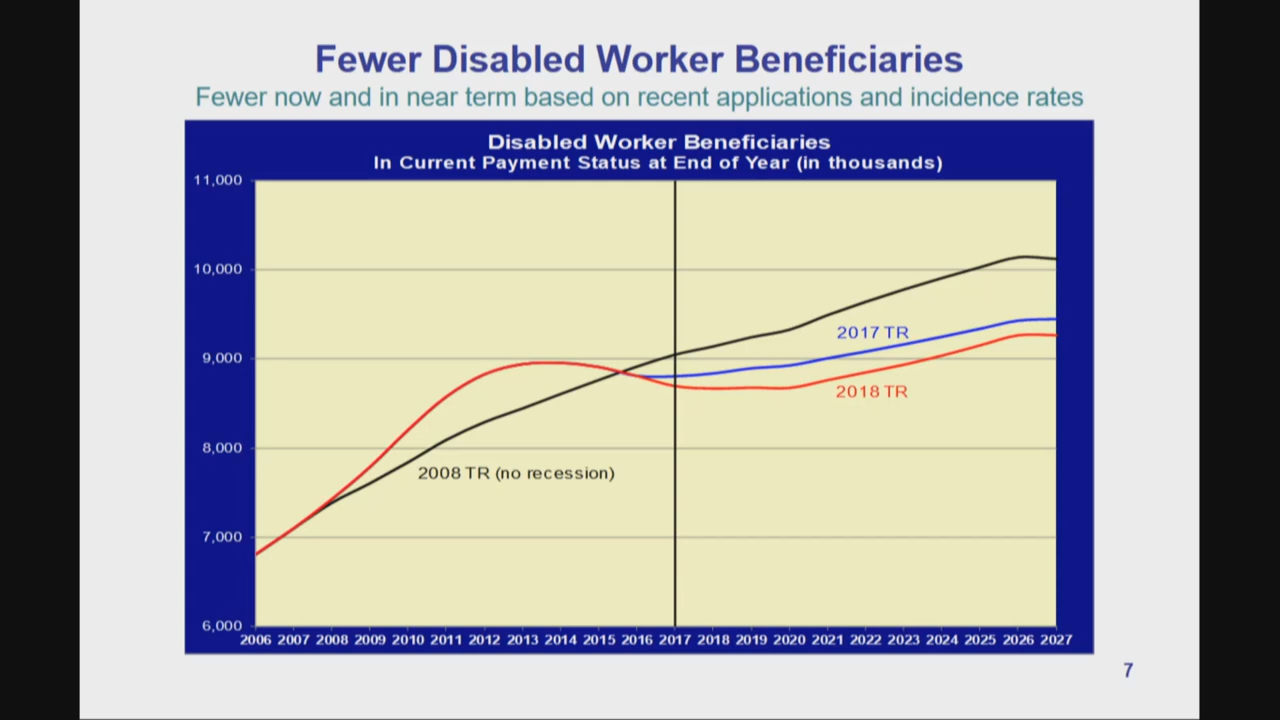 Fewer Disabled Worker Beneficiaries
Fewer now and in near term based on recent applications and incidence rates
Disabled Worker Beneficiaries
In Current Payment Status at End of Year (in thousands)
11,000
10,000
9,000
8,000
7,000
6,000
2017 TR
2018 TR
2008 TR (no recession)
2006 2007 2008 2009 2010 2011 2012 2013 2014 2015 2016 2017 2018 2019 2020 2021 2022 2023 2024 2025 2026 2027
7